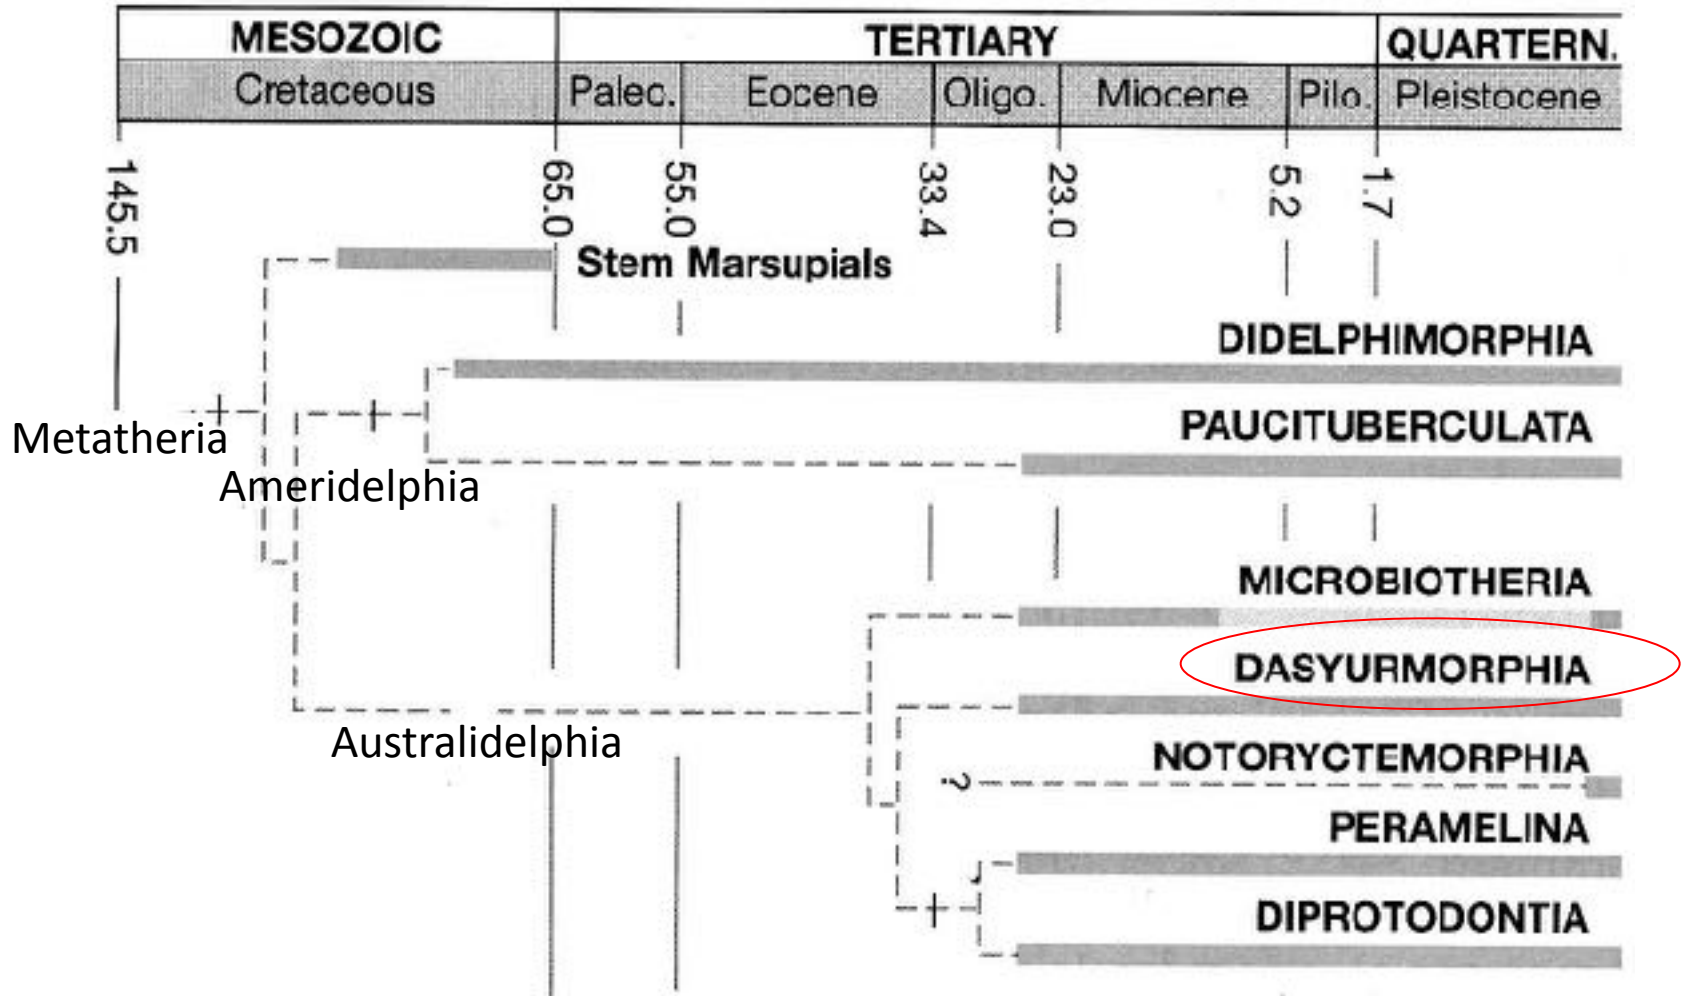 MESOZOIC TERTIARY QUARTERN.
Cretaceous Paleo. Eocene Oligo. Miocene Pilo. Pleistocene
145.5 65.0 55.0 33.4 23.0 5.2 1.7
Stem Marsupials
DIDELPHIMORPHIA
Metatheria
PAUCITUBERCULATA
Ameridelphia
MICROBIOTHERIA
DASYURMORPHIA
Australidelphia
NOTORYCTEMORPHIA
?
PERAMELINA
DIPROTODONTIA